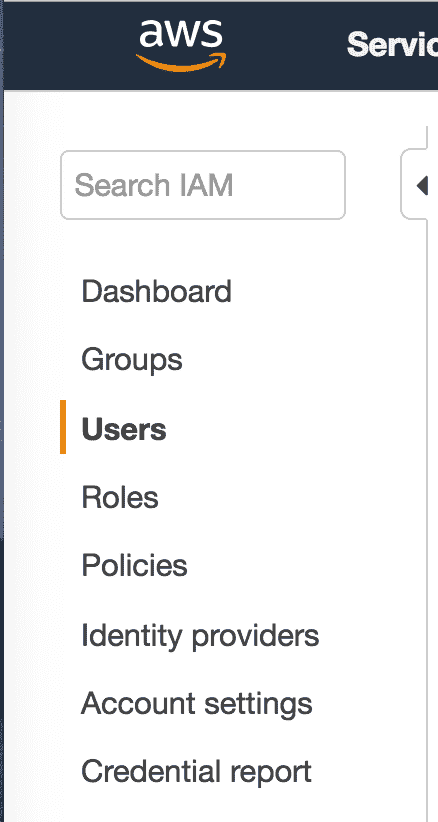 aws
Servic
Search IAM
Dashboard
Groups
Users
Roles
Policies
Identity providers
Account settings
Credential report